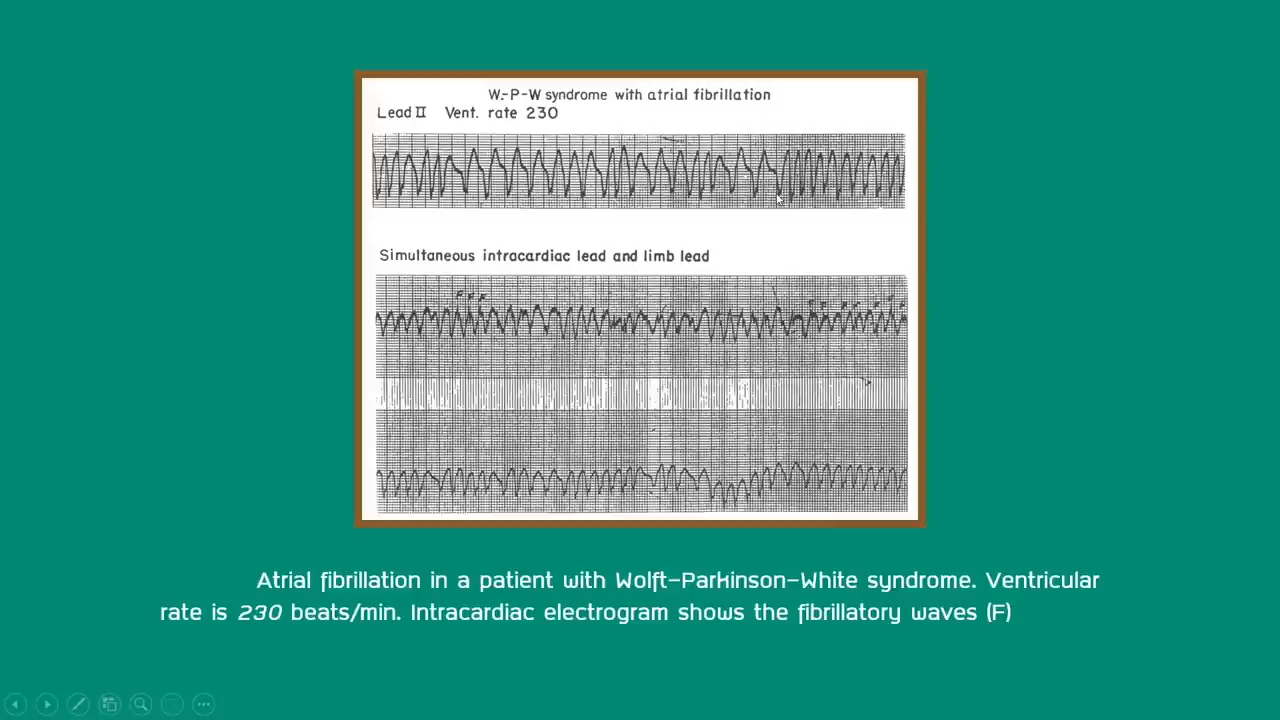 W-P-W syndrome with atrial fibrillation
Lead II Vent. rate 230
Simultaneous intracardiac lead and limb lead
F F F
Atrial fibrillation in a patient with Wolft-Parkinson-White syndrome. Ventricular
rate is 230 beats/min. Intracardiac electrogram shows the fibrillatory waves (F)